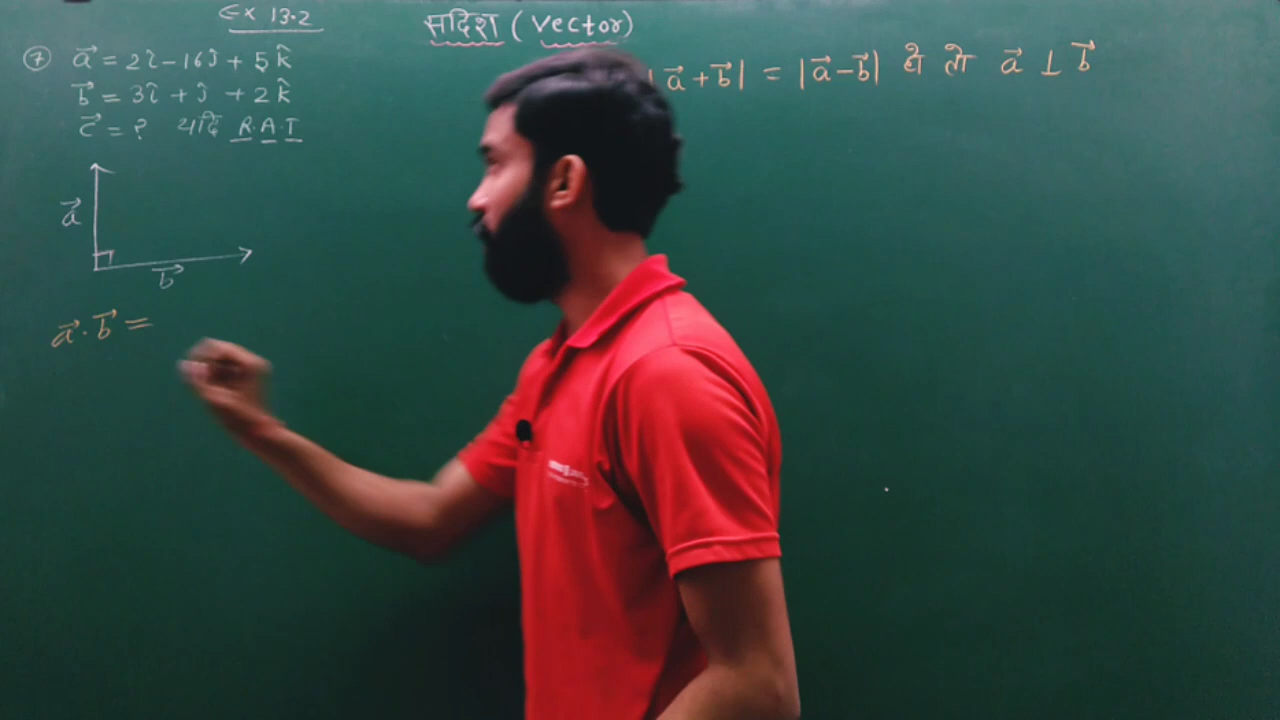 Ex 13.2
सदिश (vector)
⑦ a⃗ = 2î - 16ĵ + 5k̂
b⃗ = 3î + ĵ + 2k̂
c⃗ = ? यदि R.A.T
|a⃗ + b⃗| = |a⃗ - b⃗| हो तो a⃗ ⊥ b⃗
a⃗
b⃗
a⃗ · b⃗ =